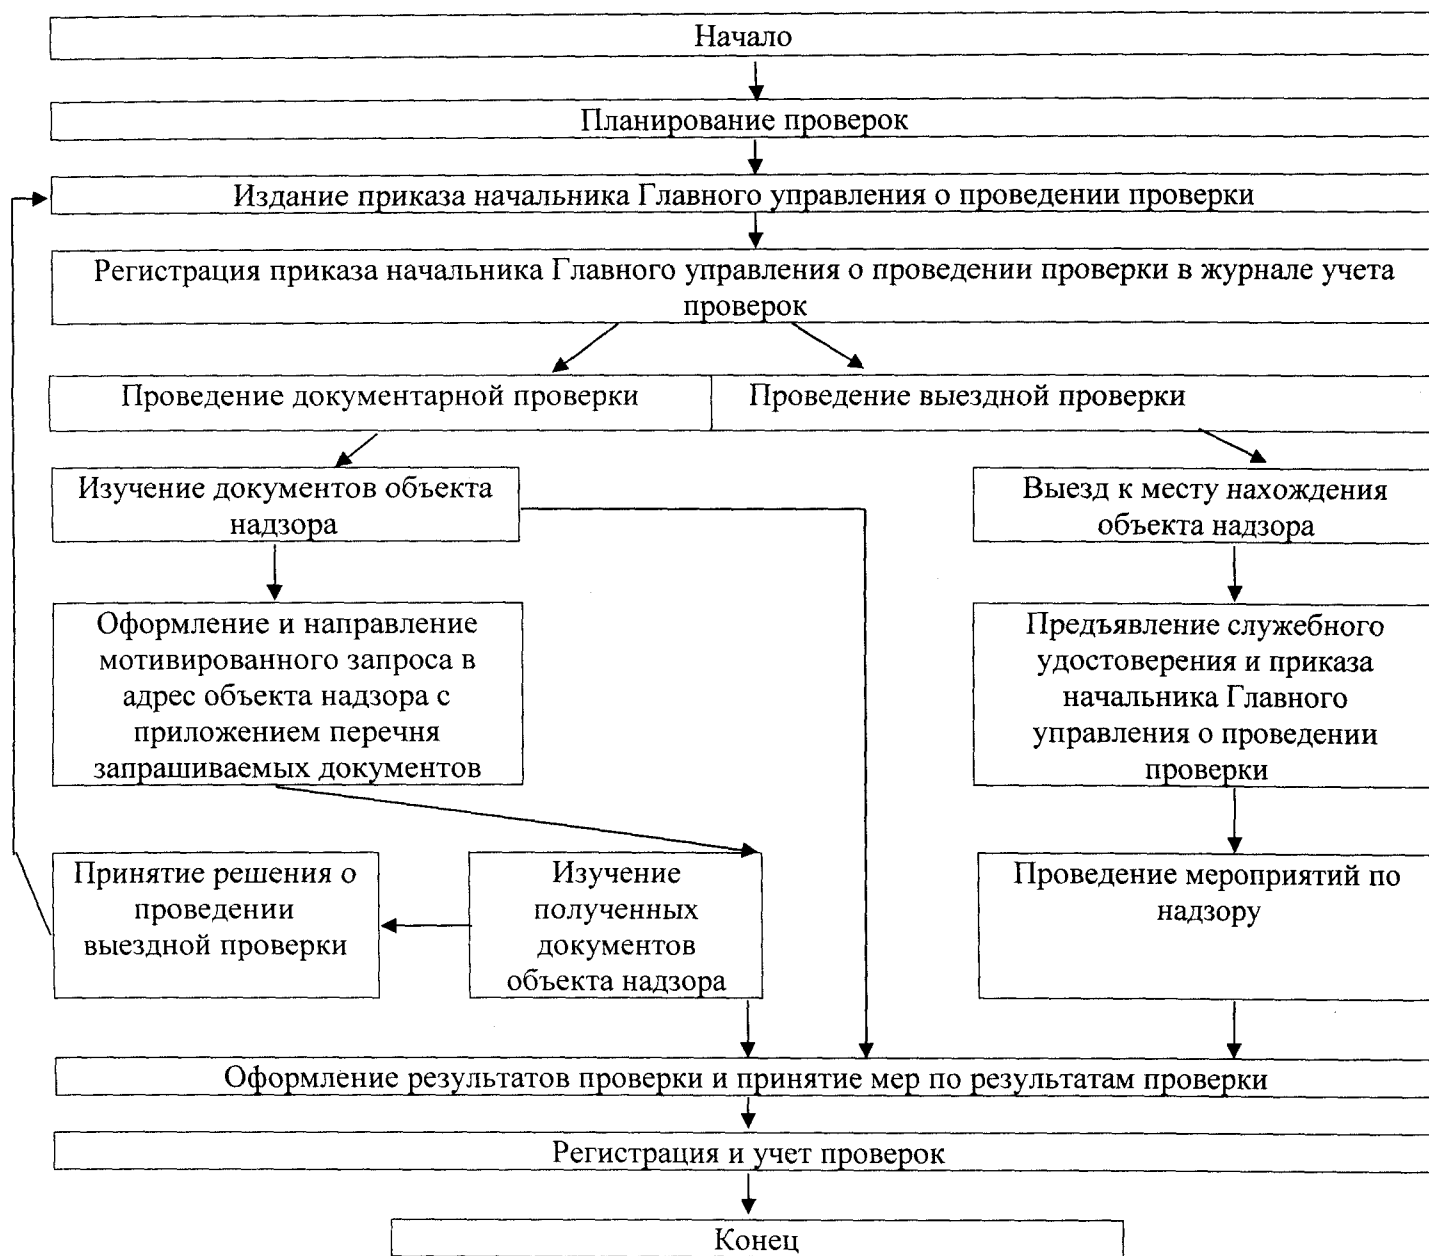 Начало
Планирование проверок
Издание приказа начальника Главного управления о проведении проверки
Регистрация приказа начальника Главного управления о проведении проверки в журнале учета
проверок
Проведение документарной проверки
Проведение выездной проверки
Изучение документов объекта
надзора
Выезд к месту нахождения
объекта надзора
Оформление и направление
мотивированного запроса в
адрес объекта надзора с
приложением перечня
запрашиваемых документов
Предъявление служебного
удостоверения и приказа
начальника Главного
управления о проведении
проверки
Принятие решения о
проведении
выездной проверки
Изучение
полученных
документов
объекта надзора
Проведение мероприятий по
надзору
Оформление результатов проверки и принятие мер по результатам проверки
Регистрация и учет проверок
Конец